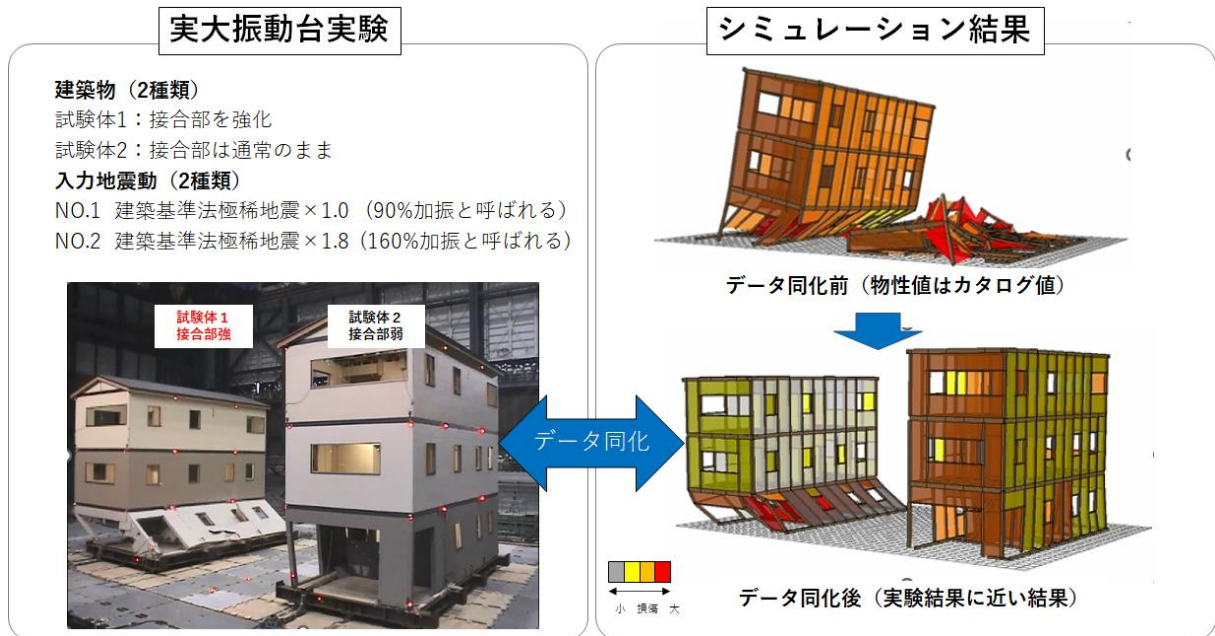 実大振動台実験
建築物（2種類）
試験体1：接合部を強化
試験体2：接合部は通常のまま
入力地震動（2種類）
NO.1 建築基準法極稀地震×1.0（90%加振と呼ばれる）
NO.2 建築基準法極稀地震×1.8（160%加振と呼ばれる）
試験体1
接合部強
試験体2
接合部弱
データ同化
シミュレーション結果
データ同化前（物性値はカタログ値）
小 損傷 大
データ同化後（実験結果に近い結果）